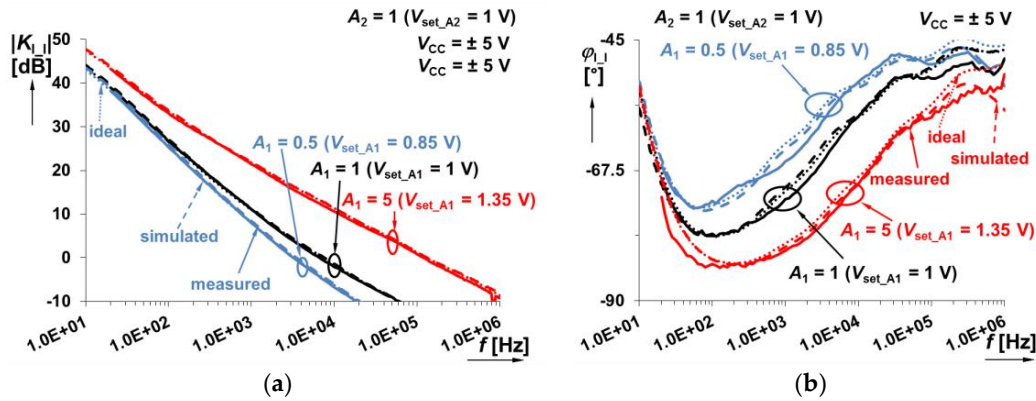 |K_I_I|
[dB]
50
40
30
20
10
0
-10
A₂ = 1 (V_set_A2 = 1 V)
V_CC = ± 5 V
V_CC = ± 5 V
ideal
A₁ = 0.5 (V_set_A1 = 0.85 V)
A₁ = 1 (V_set_A1 = 1 V)
A₁ = 5 (V_set_A1 = 1.35 V)
simulated
measured
1.0E+01
1.0E+02
1.0E+03
1.0E+04
1.0E+05
1.0E+06
f [Hz]
(a)
-45
φ_I_I
[°]
-67.5
-90
A₂ = 1 (V_set_A2 = 1 V)
V_CC = ± 5 V
A₁ = 0.5 (V_set_A1 = 0.85 V)
ideal
simulated
measured
A₁ = 5 (V_set_A1 = 1.35 V)
A₁ = 1 (V_set_A1 = 1 V)
1.0E+01
1.0E+02
1.0E+03
1.0E+04
1.0E+05
1.0E+06
f [Hz]
(b)